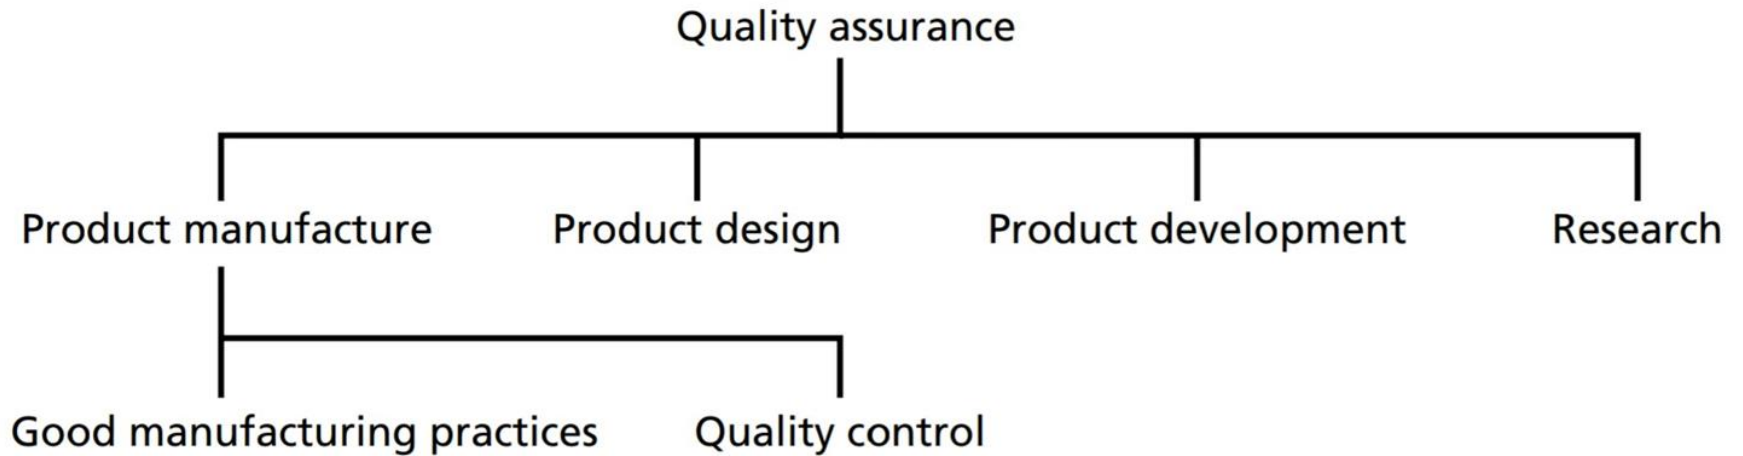 Quality assurance
Product manufacture
Product design
Product development
Research
Good manufacturing practices
Quality control